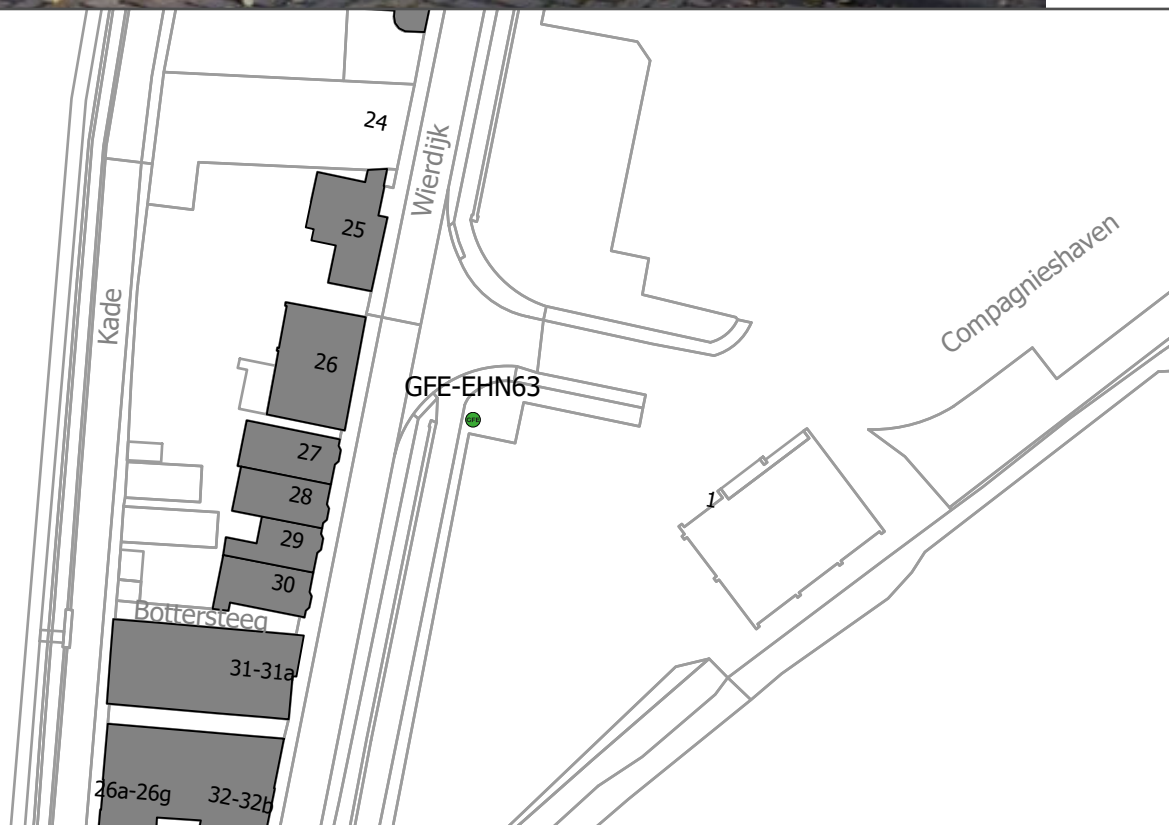 24
Wierdijk
25
Compagnieshaven
Kade
26
GFE-EHN63
GFE
27
28
1
29
30
Bottersteeg
31-31a
26a-26g
32-32b